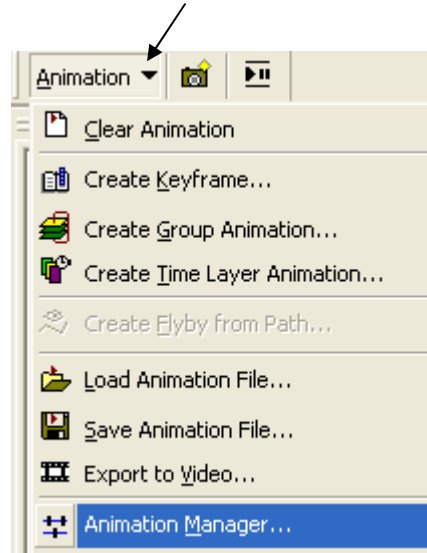 Animation
Clear Animation
Create Keyframe...
Create Group Animation...
Create Time Layer Animation...
Create Flyby from Path...
Load Animation File...
Save Animation File...
Export to Video...
Animation Manager...